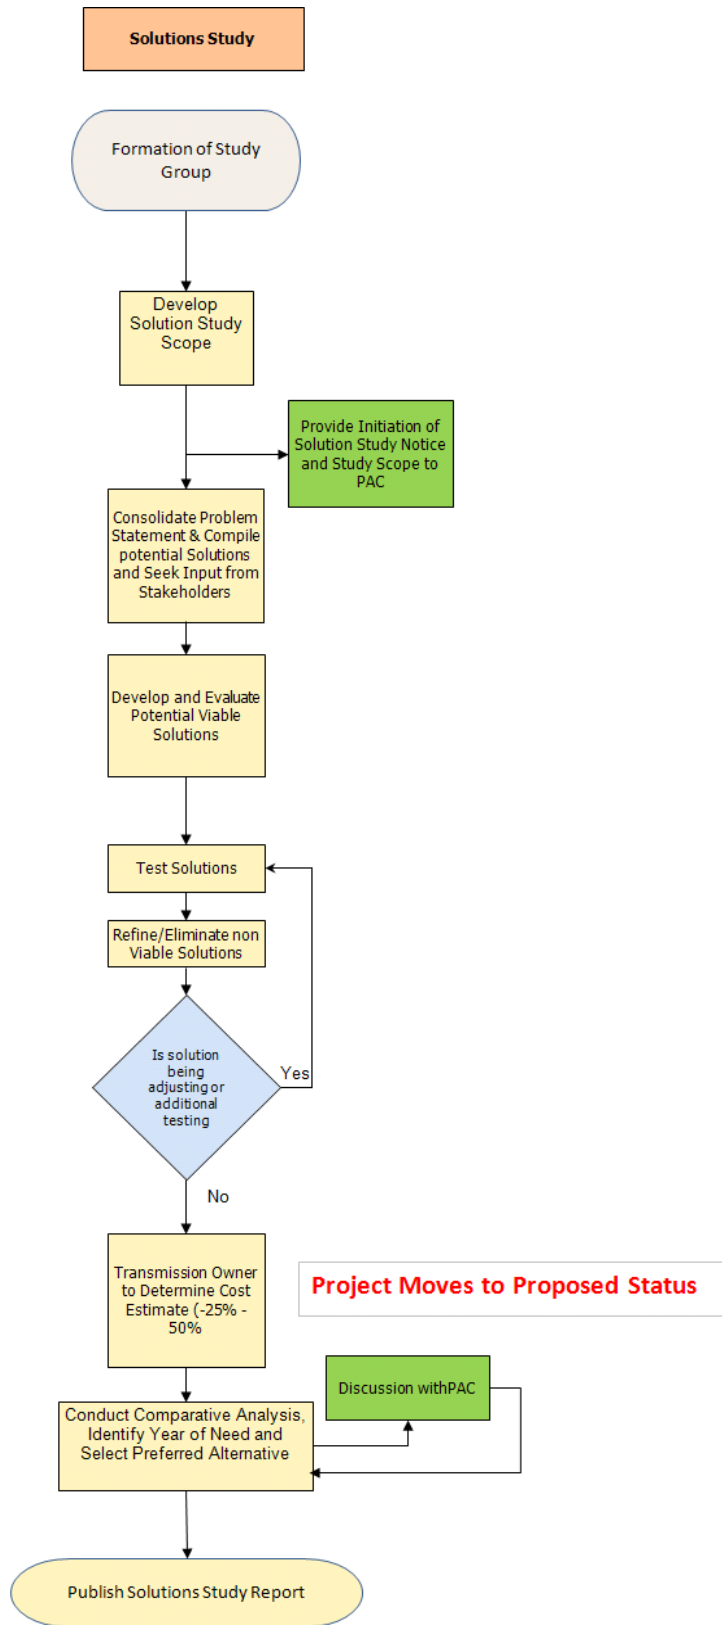 Solutions Study
Formation of Study
Group
Develop
Solution Study
Scope
Provide Initiation of
Solution Study Notice
and Study Scope to
PAC
Consolidate Problem
Statement & Compile
potential Solutions
and Seek Input from
Stakeholders
Develop and Evaluate
Potential Viable
Solutions
Test Solutions
Refine/Eliminate non
Viable Solutions
Is solution
being
adjusting or
additional
testing
Yes
No
Transmission Owner
to Determine Cost
Estimate (-25% -
50%
Project Moves to Proposed Status
Discussion withPAC
Conduct Comparative Analysis,
Identify Year of Need and
Select Preferred Alternative
Publish Solutions Study Report